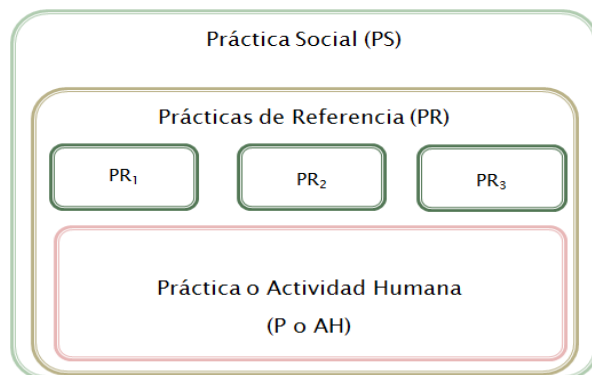 Práctica Social (PS)
Prácticas de Referencia (PR)
PR₁
PR₂
PR₃
Práctica o Actividad Humana
(P o AH)